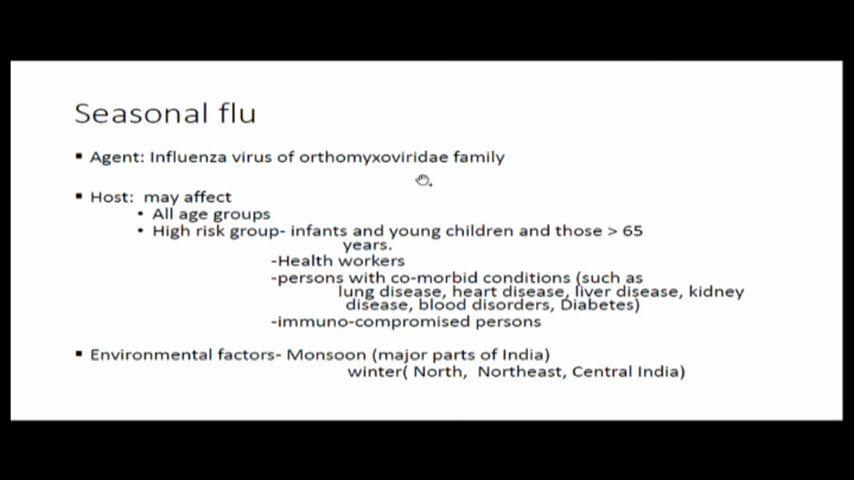 Seasonal flu
▪ Agent: Influenza virus of orthomyxoviridae family
▪ Host:  may affect
• All age groups
• High risk group- infants and young children and those > 65
years.
-Health workers
-persons with co-morbid conditions (such as
lung disease, heart disease, liver disease, kidney
disease, blood disorders, Diabetes)
-immuno-compromised persons
▪ Environmental factors- Monsoon (major parts of India)
winter( North,  Northeast, Central India)